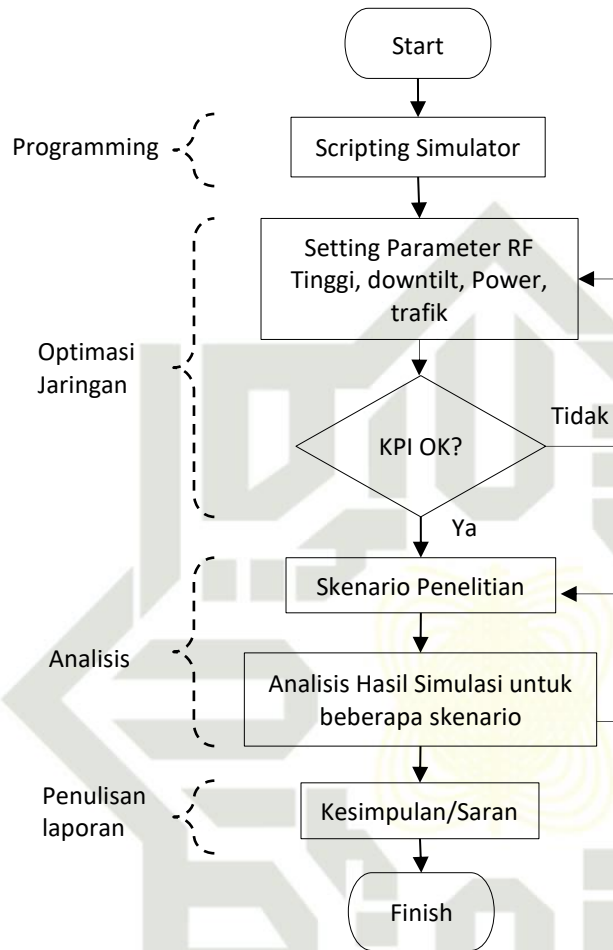 Start
Programming
Scripting Simulator
Setting Parameter RF
Tinggi, downtilt, Power,
trafik
Optimasi
Jaringan
KPI OK?
Tidak
Ya
Skenario Penelitian
Analisis
Analisis Hasil Simulasi untuk
beberapa skenario
Penulisan
laporan
Kesimpulan/Saran
Finish